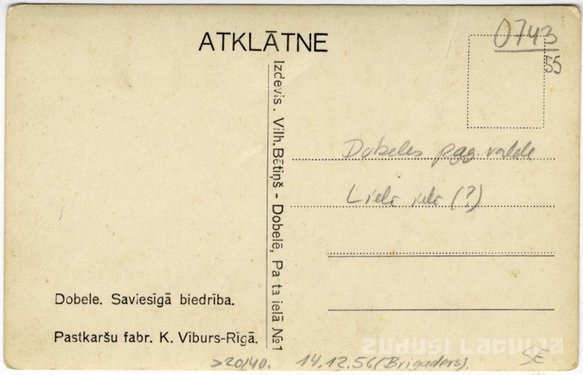 ATKLĀTNE
0743
55
Izdevis. Vilh. Bētiņš - Dobelē, Pa ta ielā №1
Dobeles pag. valde
Liela iela (?)
Dobele. Saviesīgā biedrība.
Pastkaršu fabr. K. Vīburs-Rīgā.
>20/40. 14.12.56 (Brigaders).
ZUDUSĪ LATVIJA